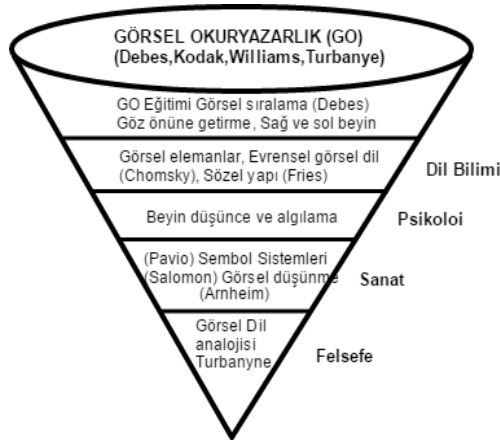 GÖRSEL OKURYAZARLIK (GO)
(Debes,Kodak,Williams,Turbanye)
GO Eğitimi Görsel sıralama (Debes)
Göz önüne getirme, Sağ ve sol beyin
Görsel elemanlar, Evrensel görsel dil
(Chomsky), Sözel yapı (Fries)
Dil Bilimi
Beyin düşünce ve algılama
Psikoloi
(Pavio) Sembol Sistemleri
(Salomon) Görsel düşünme
(Arnheim)
Sanat
Görsel Dil
analojisi
Turbanyne
Felsefe